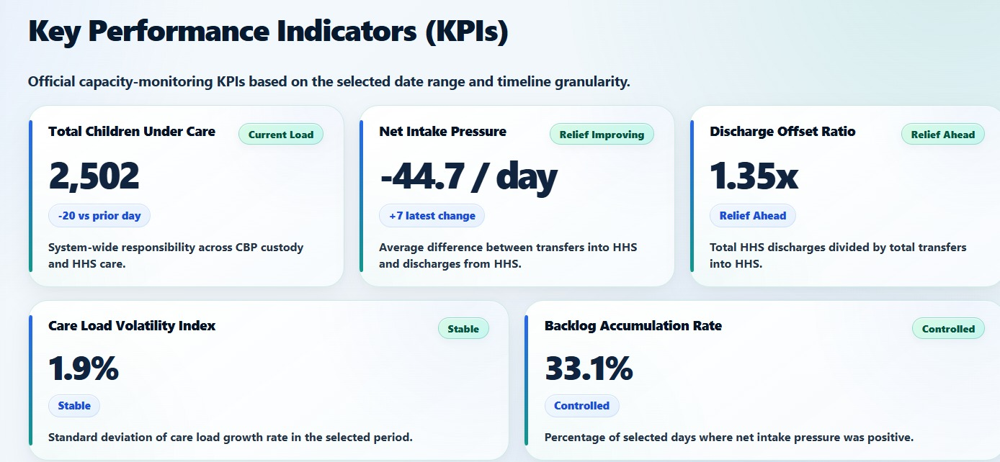 Key Performance Indicators (KPIs)
Official capacity-monitoring KPIs based on the selected date range and timeline granularity.
Total Children Under Care
Current Load
2,502
-20 vs prior day
System-wide responsibility across CBP custody
and HHS care.
Net Intake Pressure
Relief Improving
-44.7 / day
+7 latest change
Average difference between transfers into HHS
and discharges from HHS.
Discharge Offset Ratio
Relief Ahead
1.35x
Relief Ahead
Total HHS discharges divided by total transfers
into HHS.
Care Load Volatility Index
Stable
1.9%
Stable
Standard deviation of care load growth rate in the selected period.
Backlog Accumulation Rate
Controlled
33.1%
Controlled
Percentage of selected days where net intake pressure was positive.